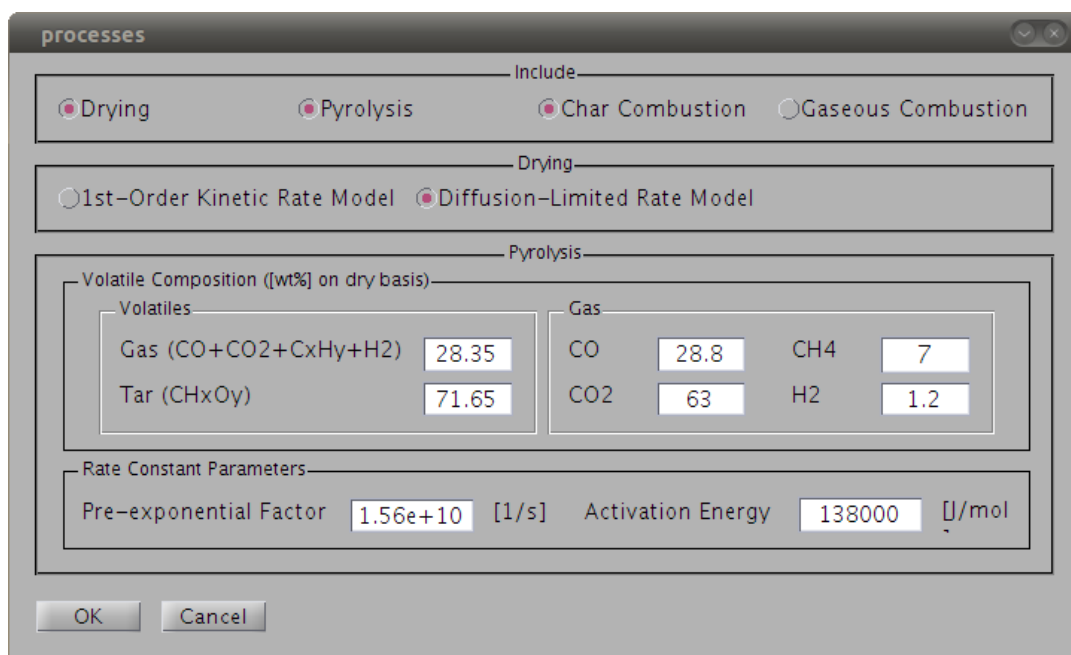 processes
Include
Drying Pyrolysis Char Combustion Gaseous Combustion
Drying
1st-Order Kinetic Rate Model Diffusion-Limited Rate Model
Pyrolysis
Volatile Composition ([wt%] on dry basis)
Volatiles Gas
Gas (CO+CO2+CxHy+H2) 28.35 CO 28.8 CH4 7
Tar (CHxOy) 71.65 CO2 63 H2 1.2
Rate Constant Parameters
Pre-exponential Factor 1.56e+10 [1/s] Activation Energy 138000 [J/mol
]
OK Cancel